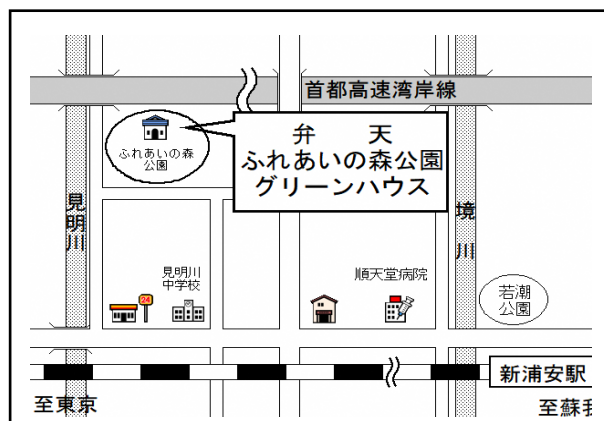 首都高速湾岸線
弁　天
ふれあいの森公園
グリーンハウス
ふれあいの森
公園
見明川
境川
見明川
中学校
24
順天堂病院
若潮
公園
新浦安駅
至東京
至蘇我